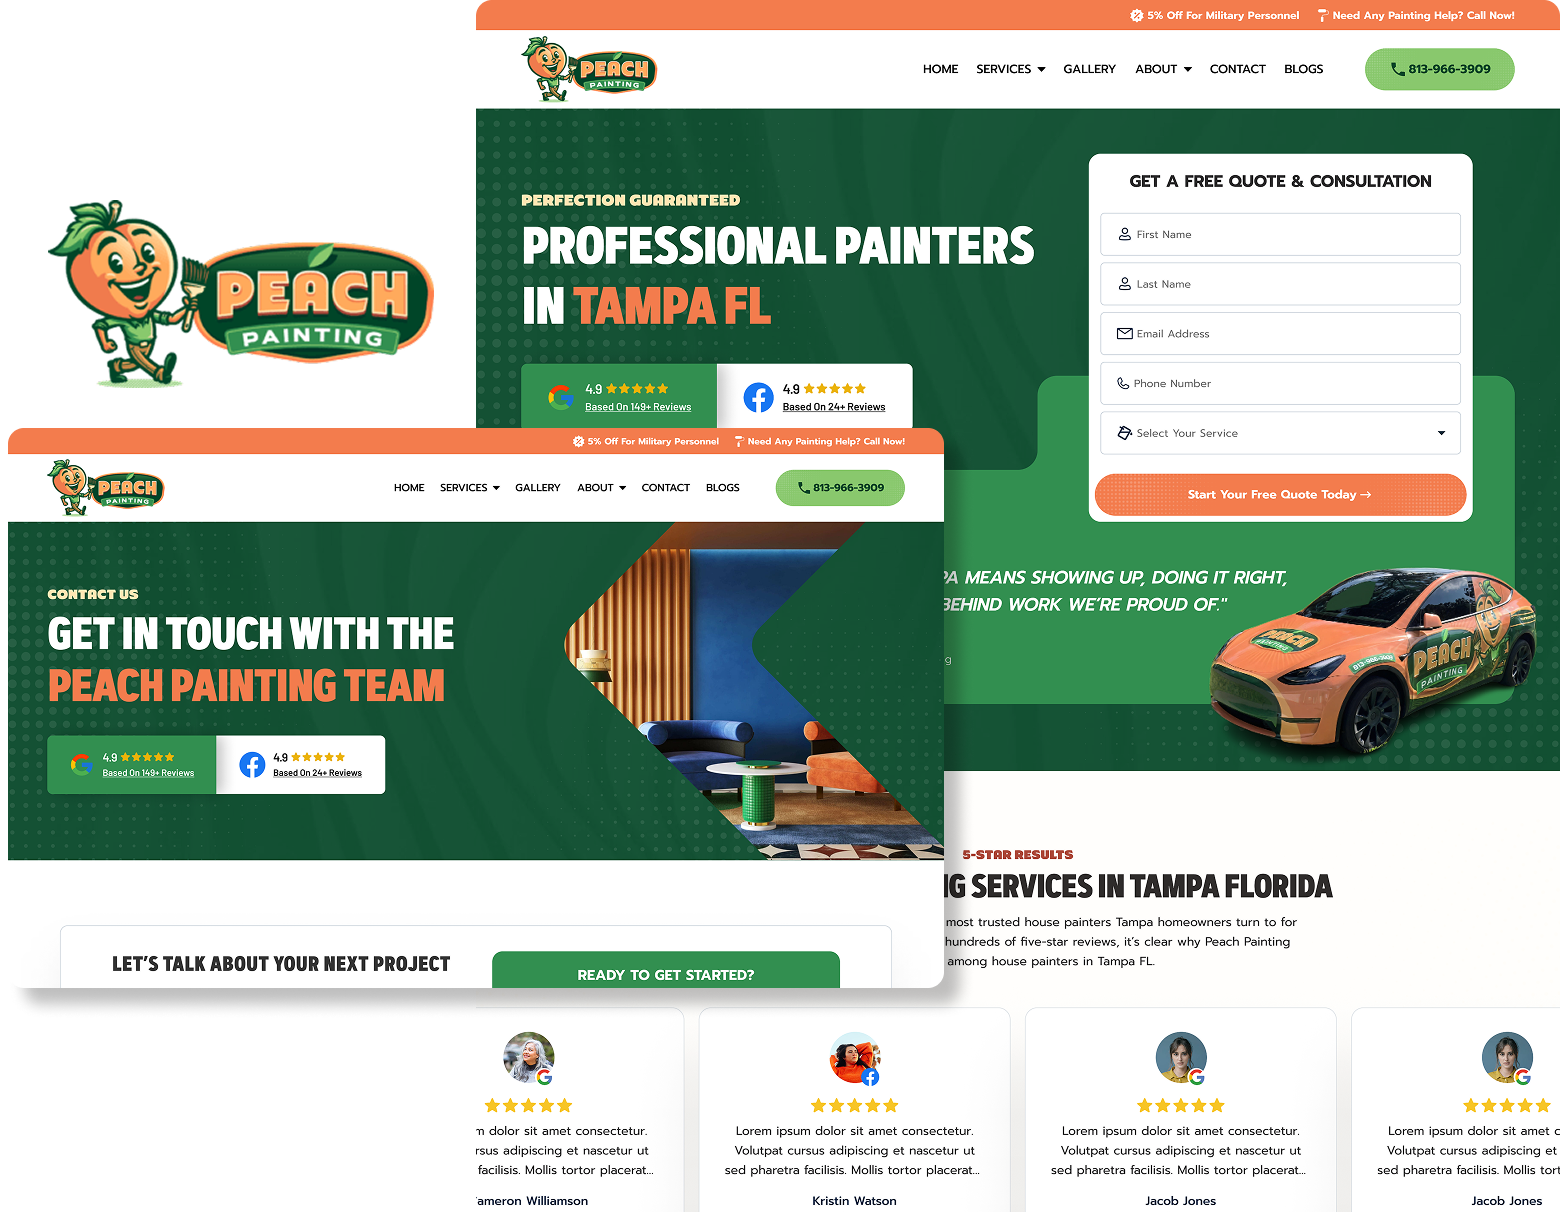 5% Off For Military Personnel
Need Any Painting Help? Call Now!
PEACH
PAINTING
HOME
SERVICES
GALLERY
ABOUT
CONTACT
BLOGS
813-966-3909
PEACH
PAINTING
PERFECTION GUARANTEED
PROFESSIONAL PAINTERS
IN TAMPA FL
4.9
Based On 149+ Reviews
4.9
Based On 24+ Reviews
GET A FREE QUOTE & CONSULTATION
First Name
Last Name
Email Address
Phone Number
Select Your Service
Start Your Free Quote Today →
PA MEANS SHOWING UP, DOING IT RIGHT,
BEHIND WORK WE'RE PROUD OF."
g
PEACH
PAINTING
813-966-3909
PEACH
PAINTING
5% Off For Military Personnel
Need Any Painting Help? Call Now!
PEACH
PAINTING
HOME
SERVICES
GALLERY
ABOUT
CONTACT
BLOGS
813-966-3909
CONTACT US
GET IN TOUCH WITH THE
PEACH PAINTING TEAM
4.9
Based On 149+ Reviews
4.9
Based On 24+ Reviews
LET'S TALK ABOUT YOUR NEXT PROJECT
READY TO GET STARTED?
5-STAR RESULTS
NG SERVICES IN TAMPA FLORIDA
most trusted house painters Tampa homeowners turn to for
hundreds of five-star reviews, it's clear why Peach Painting
among house painters in Tampa FL.
m dolor sit amet consectetur.
rsus adipiscing et nascetur ut
facilisis. Mollis tortor placerat...
ameron Williamson
Lorem ipsum dolor sit amet consectetur.
Volutpat cursus adipiscing et nascetur ut
sed pharetra facilisis. Mollis tortor placerat...
Kristin Watson
Lorem ipsum dolor sit amet consectetur.
Volutpat cursus adipiscing et nascetur ut
sed pharetra facilisis. Mollis tortor placerat...
Jacob Jones
Lorem ipsum dolor sit amet c
Volutpat cursus adipiscing et
sed pharetra facilisis. Mollis tort
Jacob Jones